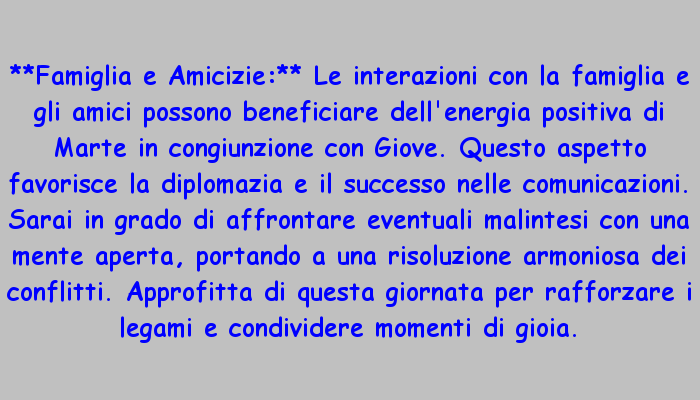 **Famiglia e Amicizie:** Le interazioni con la famiglia e
gli amici possono beneficiare dell'energia positiva di
Marte in congiunzione con Giove. Questo aspetto
favorisce la diplomazia e il successo nelle comunicazioni.
Sarai in grado di affrontare eventuali malintesi con una
mente aperta, portando a una risoluzione armoniosa dei
conflitti. Approfitta di questa giornata per rafforzare i
legami e condividere momenti di gioia.